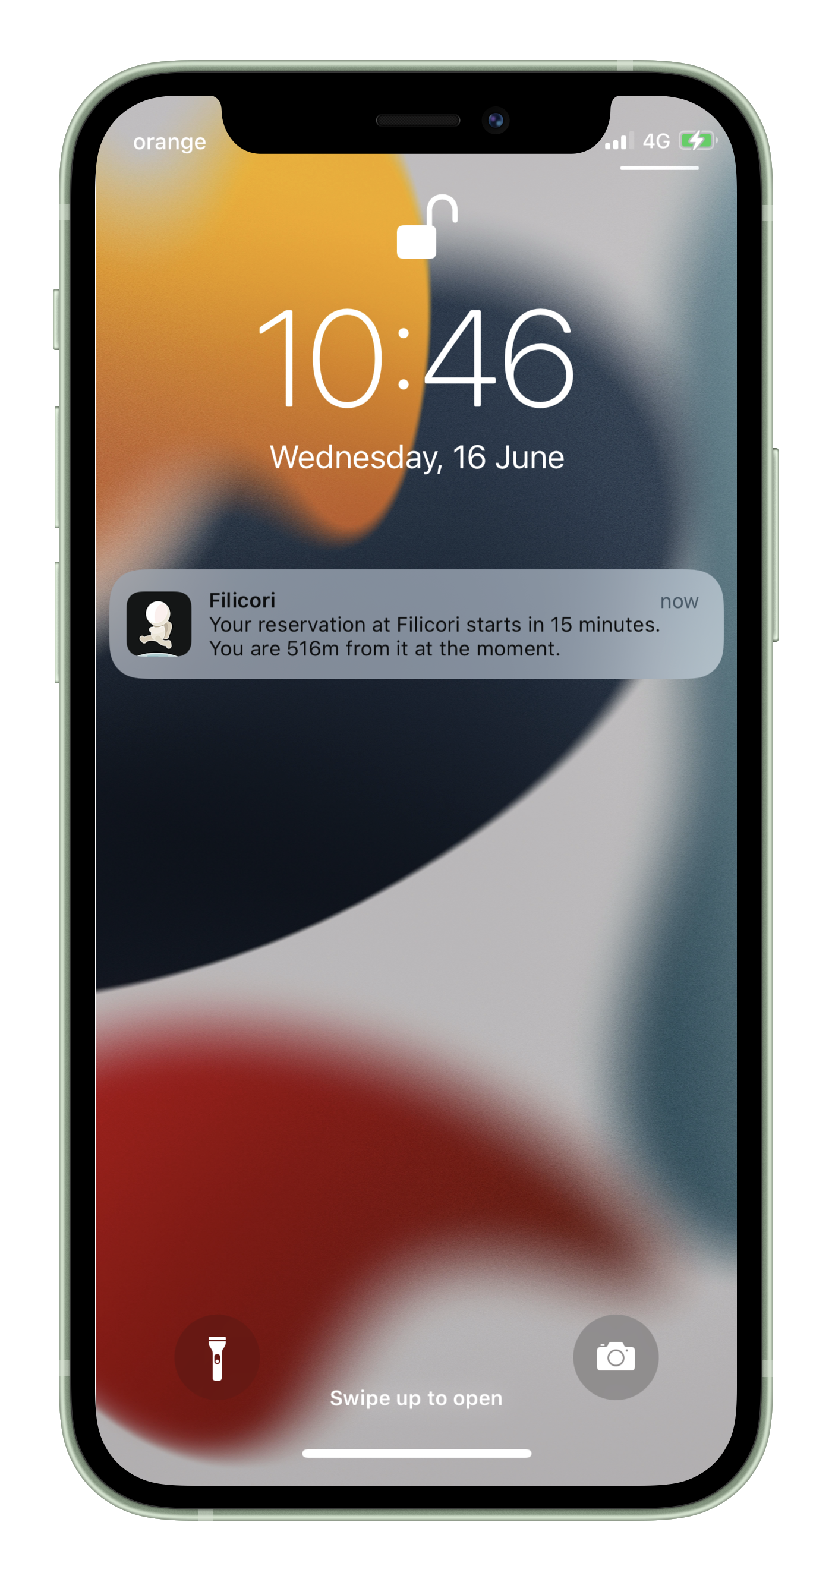 orange 4G
10:46
Wednesday, 16 June
Filicori now
Your reservation at Filicori starts in 15 minutes.
You are 516m from it at the moment.
Swipe up to open